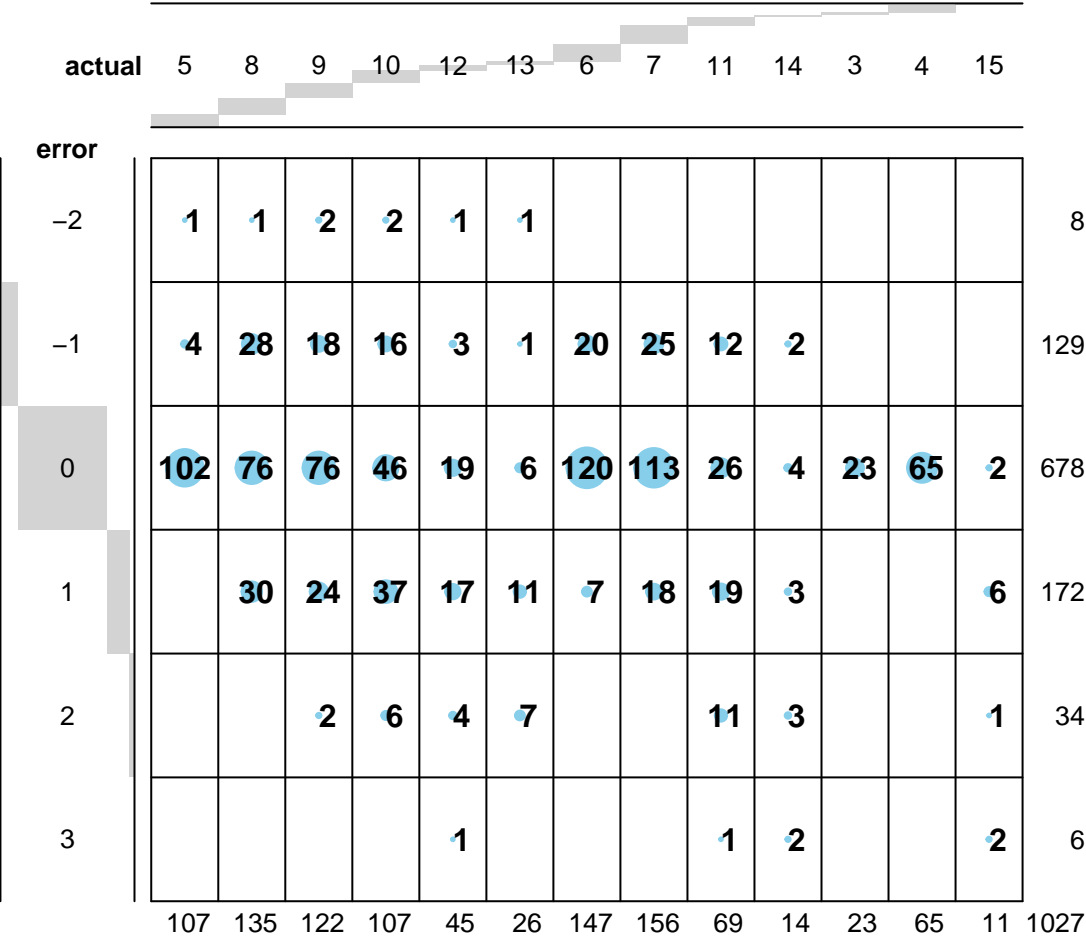 actual 5 8 9 10 12 13 6 7 11 14 3 4 15
error
−2 1 1 2 2 1 1 8
−1 4 28 18 16 3 1 20 25 12 2 129
0 102 76 76 46 19 6 120 113 26 4 23 65 2 678
1 30 24 37 17 11 7 18 19 3 6 172
2 2 6 4 7 11 3 1 34
3 1 1 2 2 6
107 135 122 107 45 26 147 156 69 14 23 65 11 1027